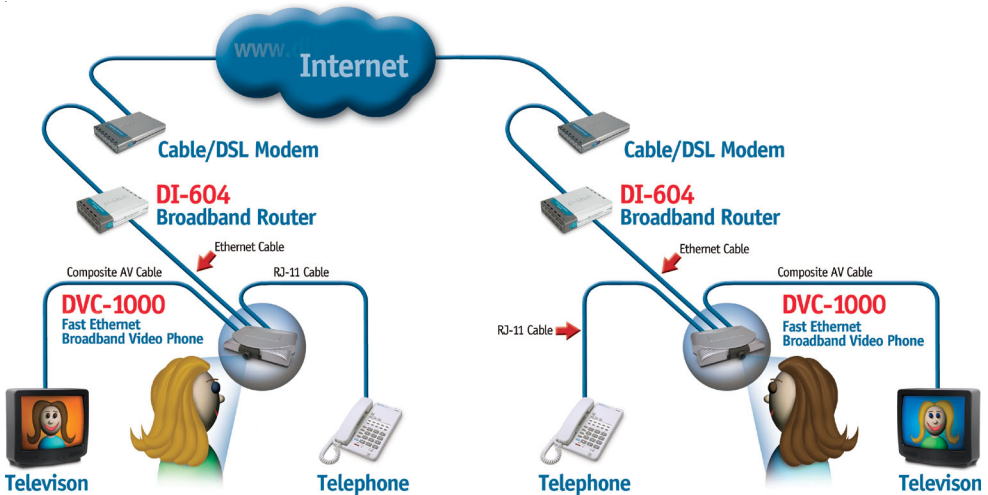 www.d
Internet
Cable/DSL Modem
Cable/DSL Modem
DI-604
Broadband Router
DI-604
Broadband Router
Ethernet Cable
Ethernet Cable
Composite AV Cable
RJ-11 Cable
Composite AV Cable
DVC-1000
Fast Ethernet
Broadband Video Phone
DVC-1000
Fast Ethernet
Broadband Video Phone
RJ-11 Cable
Televison
Telephone
Telephone
Televison